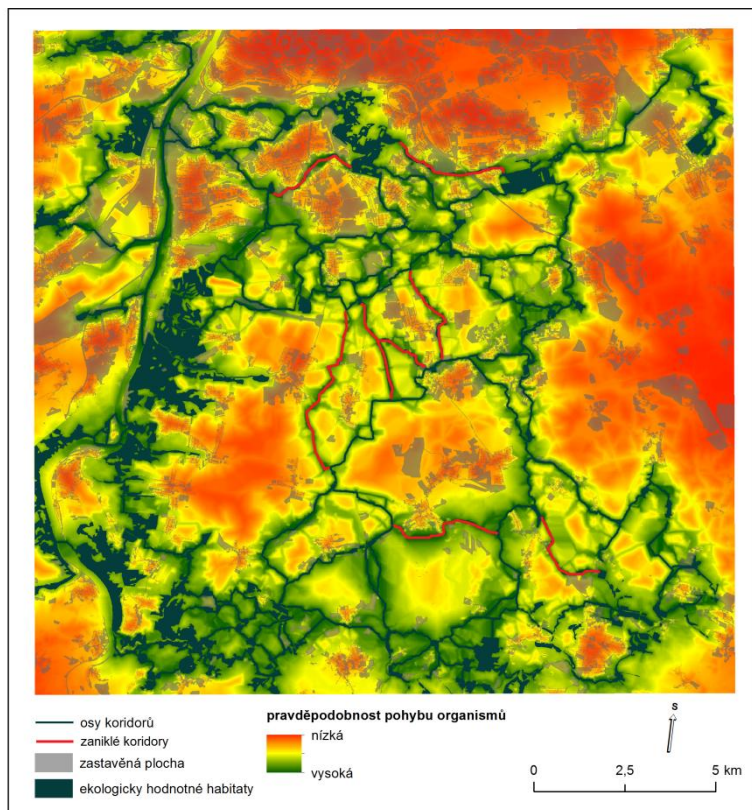 osy koridorů
zaniklé koridory
zastavěná plocha
ekologicky hodnotné habitaty
pravděpodobnost pohybu organismů
nízká
vysoká
S
0 2,5 5 km